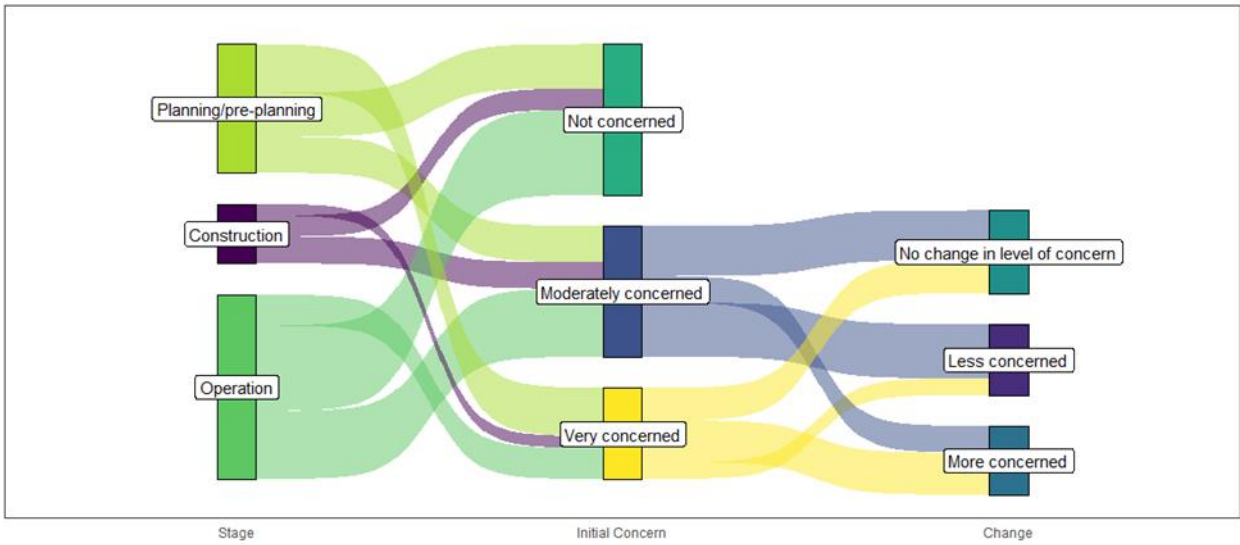 Planning/pre-planning
Construction
Operation
Not concerned
Moderately concerned
Very concerned
No change in level of concern
Less concerned
More concerned
Stage
Initial Concern
Change